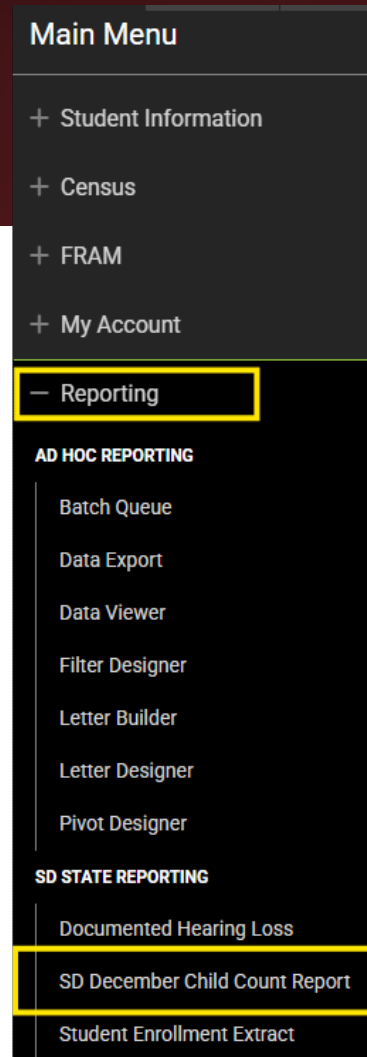 Main Menu
+ Student Information
+ Census
+ FRAM
+ My Account
− Reporting
AD HOC REPORTING
Batch Queue
Data Export
Data Viewer
Filter Designer
Letter Builder
Letter Designer
Pivot Designer
SD STATE REPORTING
Documented Hearing Loss
SD December Child Count Report
Student Enrollment Extract